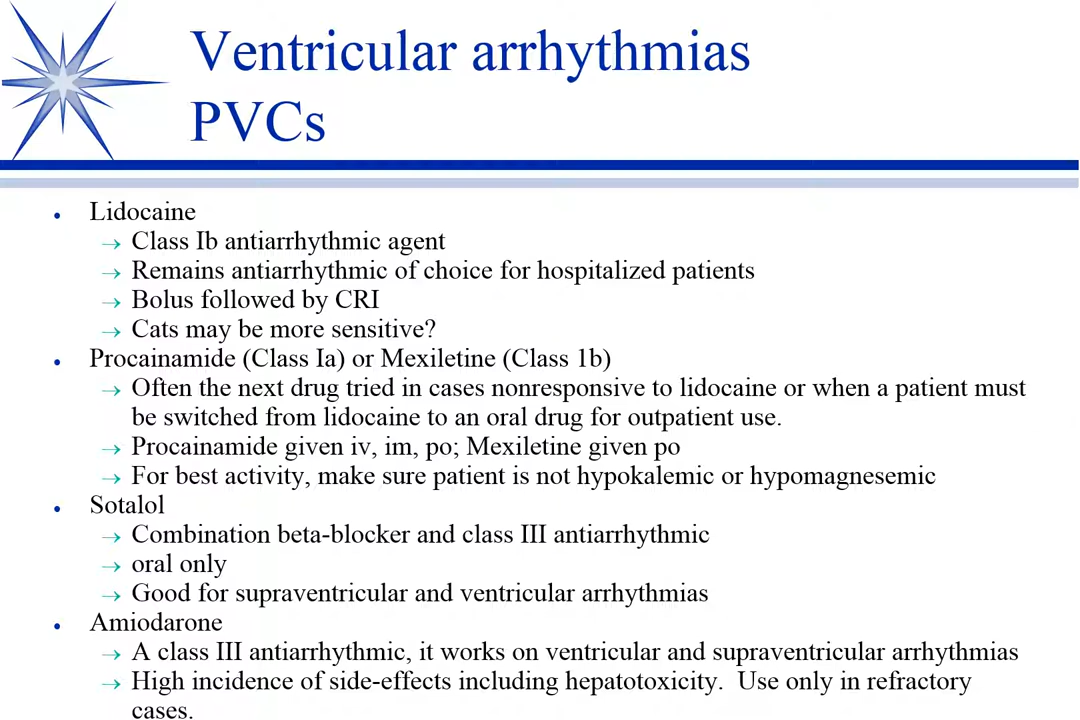 Ventricular arrhythmias
PVCs
• Lidocaine
→ Class Ib antiarrhythmic agent
→ Remains antiarrhythmic of choice for hospitalized patients
→ Bolus followed by CRI
→ Cats may be more sensitive?
• Procainamide (Class Ia) or Mexiletine (Class 1b)
→ Often the next drug tried in cases nonresponsive to lidocaine or when a patient must
be switched from lidocaine to an oral drug for outpatient use.
→ Procainamide given iv, im, po; Mexiletine given po
→ For best activity, make sure patient is not hypokalemic or hypomagnesemic
• Sotalol
→ Combination beta-blocker and class III antiarrhythmic
→ oral only
→ Good for supraventricular and ventricular arrhythmias
• Amiodarone
→ A class III antiarrhythmic, it works on ventricular and supraventricular arrhythmias
→ High incidence of side-effects including hepatotoxicity.  Use only in refractory
cases.